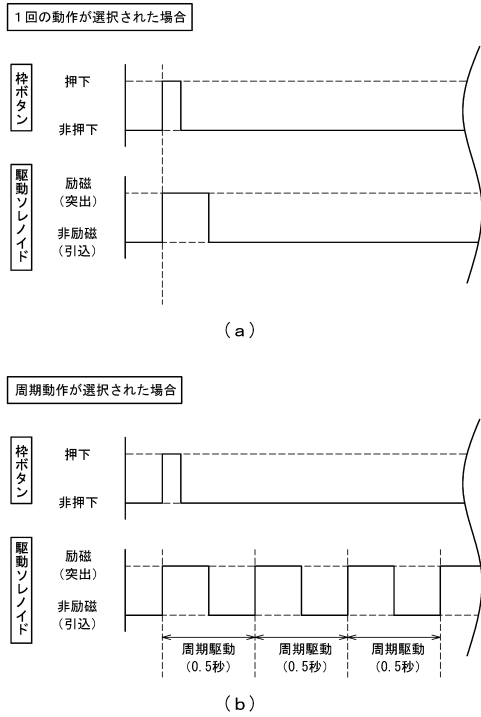 １回の動作が選択された場合
枠ボタン
押下
非押下
駆動ソレノイド
励磁
（突出）
非励磁
（引込）
（ａ）
周期動作が選択された場合
枠ボタン
押下
非押下
駆動ソレノイド
励磁
（突出）
非励磁
（引込）
周期駆動 周期駆動 周期駆動
（0.5秒） （0.5秒） （0.5秒）
（ｂ）